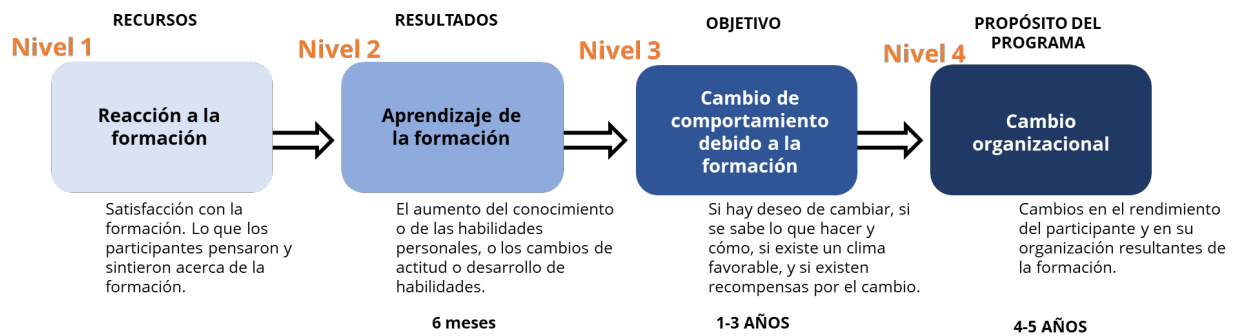 RECURSOS
Nivel 1
Reacción a la
formación
Satisfacción con la
formación. Lo que los
participantes pensaron y
sintieron acerca de la
formación.
RESULTADOS
Nivel 2
Aprendizaje de
la formación
El aumento del conocimiento
o de las habilidades
personales, o los cambios de
actitud o desarrollo de
habilidades.
6 meses
OBJETIVO
Nivel 3
Cambio de
comportamiento
debido a la
formación
Si hay deseo de cambiar, si
se sabe lo que hacer y
cómo, si existe un clima
favorable, y si existen
recompensas por el cambio.
1-3 AÑOS
PROPÓSITO DEL
PROGRAMA
Nivel 4
Cambio
organizacional
Cambios en el rendimiento
del participante y en su
organización resultantes de
la formación.
4-5 AÑOS